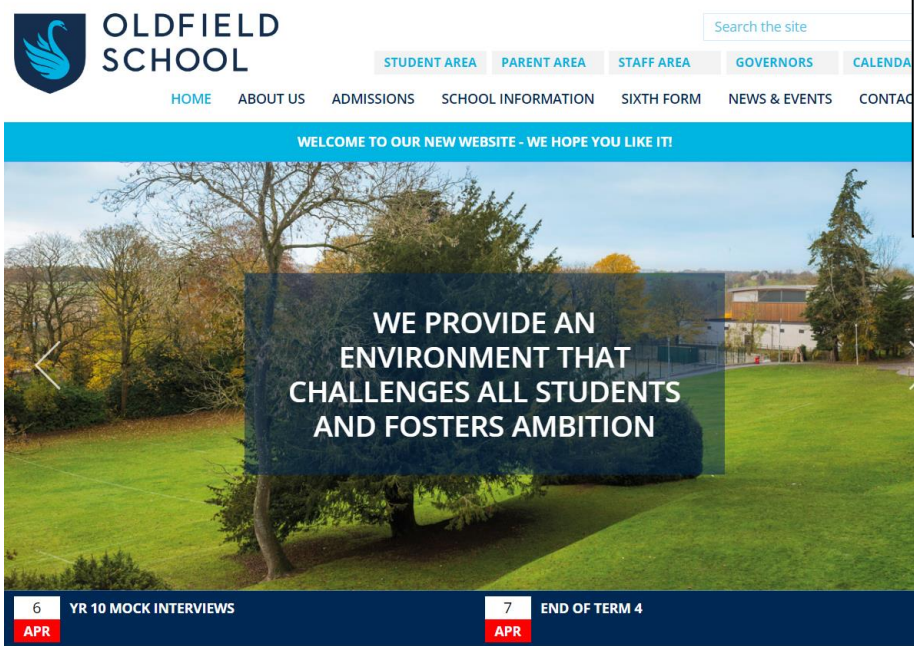 OLDFIELD
SCHOOL
Search the site
STUDENT AREA PARENT AREA STAFF AREA GOVERNORS CALENDA
HOME ABOUT US ADMISSIONS SCHOOL INFORMATION SIXTH FORM NEWS & EVENTS CONTAC
WELCOME TO OUR NEW WEBSITE - WE HOPE YOU LIKE IT!
WE PROVIDE AN
ENVIRONMENT THAT
CHALLENGES ALL STUDENTS
AND FOSTERS AMBITION
6 YR 10 MOCK INTERVIEWS
APR
7 END OF TERM 4
APR